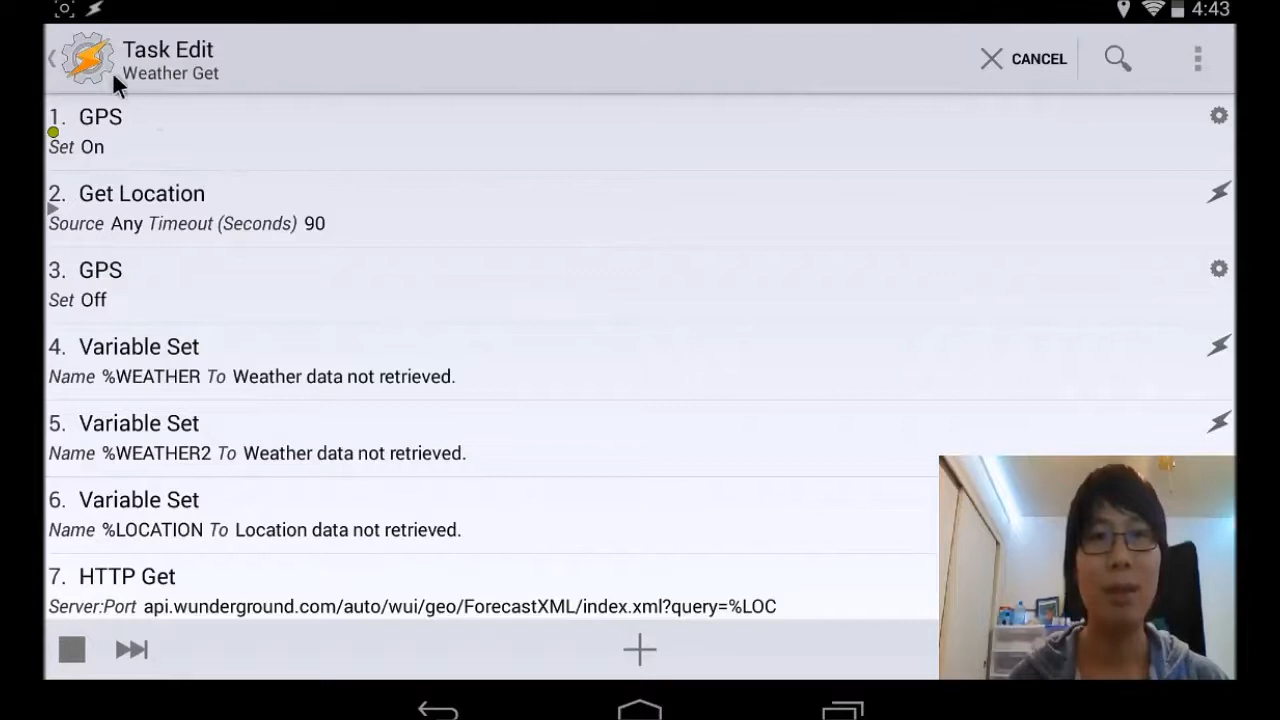 4:43
Task Edit
Weather Get
CANCEL
1. GPS
Set On
2. Get Location
Source Any Timeout (Seconds) 90
3. GPS
Set Off
4. Variable Set
Name %WEATHER To Weather data not retrieved.
5. Variable Set
Name %WEATHER2 To Weather data not retrieved.
6. Variable Set
Name %LOCATION To Location data not retrieved.
7. HTTP Get
Server:Port api.wunderground.com/auto/wui/geo/ForecastXML/index.xml?query=%LOC